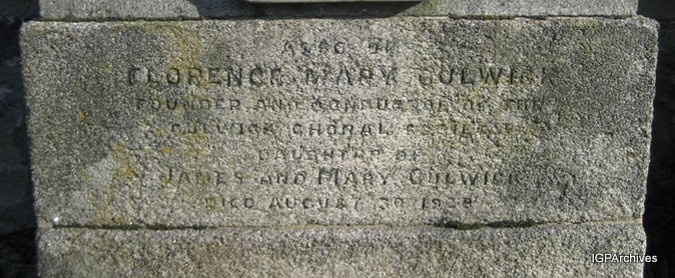 ALSO OF
FLORENCE MARY CULWICK
FOUNDER AND CONDUCTOR OF THE
CULWICK CHORAL SOCIETY
DAUGHTER OF
JAMES AND MARY CULWICK
DIED AUGUST 30 1928
IGPArchives